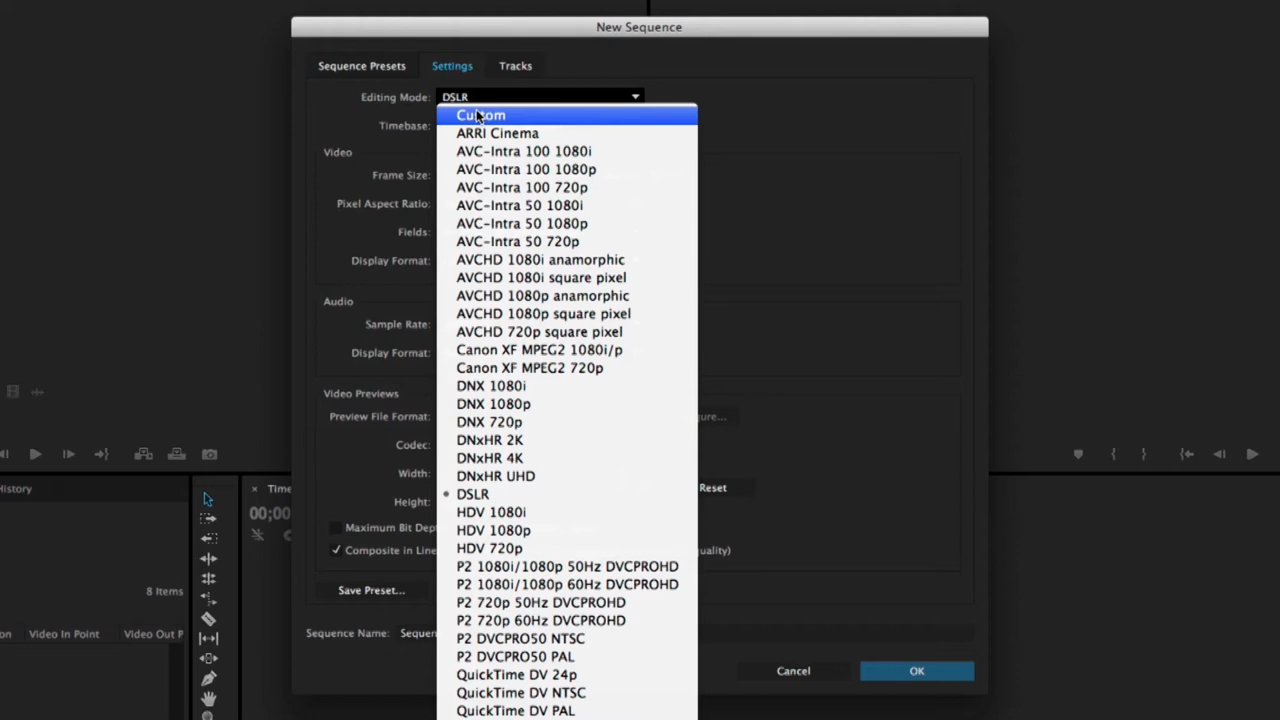 New Sequence
Sequence Presets Settings Tracks
Editing Mode: DSLR
Custom
ARRI Cinema
Timebase:
AVC-Intra 100 1080i
Video
AVC-Intra 100 1080p
Frame Size:
AVC-Intra 100 720p
Pixel Aspect Ratio:
AVC-Intra 50 1080i
AVC-Intra 50 1080p
Fields:
AVC-Intra 50 720p
Display Format:
AVCHD 1080i anamorphic
AVCHD 1080i square pixel
Audio
AVCHD 1080p anamorphic
AVCHD 1080p square pixel
Sample Rate:
AVCHD 720p square pixel
Display Format:
Canon XF MPEG2 1080i/p
Canon XF MPEG2 720p
DNX 1080i
Video Previews
DNX 1080p
Preview File Format:
DNX 720p
Codec:
DNxHR 2K
DNxHR 4K
Width:
DNxHR UHD
Reset
History
Time
DSLR
Height:
00;00
HDV 1080i
Maximum Bit Dep
HDV 1080p
Composite in Line
HDV 720p
uality)
P2 1080i/1080p 50Hz DVCPROHD
P2 1080i/1080p 60Hz DVCPROHD
8 Items
Save Preset...
P2 720p 50Hz DVCPROHD
P2 720p 60Hz DVCPROHD
Video In Point Video Out P
Sequence Name: Sequen
P2 DVCPRO50 NTSC
P2 DVCPRO50 PAL
QuickTime DV 24p
Cancel OK
QuickTime DV NTSC
QuickTime DV PAL